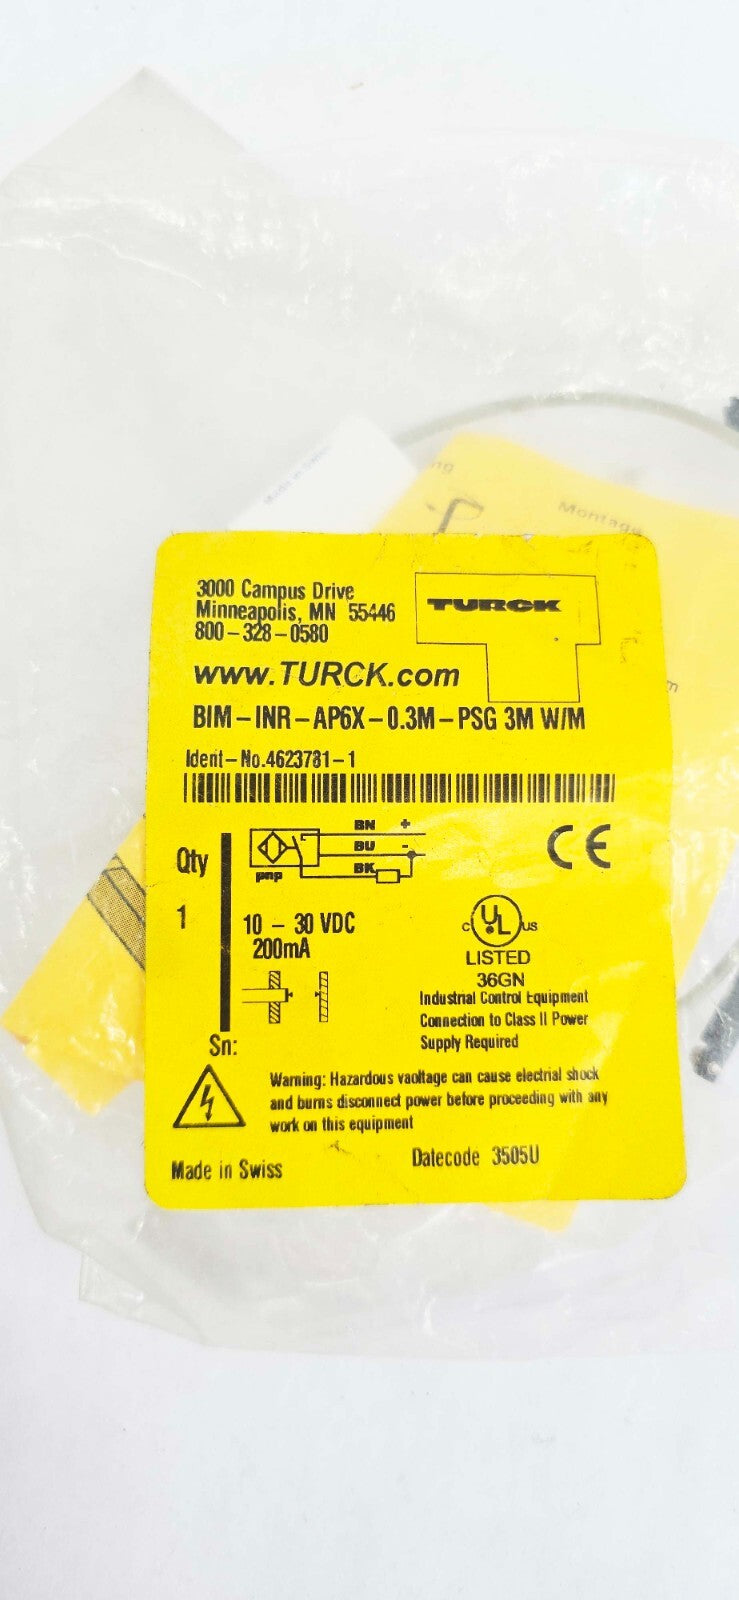 Montage
3000 Campus Drive
Minneapolis, MN 55446
800-328-0580
TURCK
www.TURCK.com
BIM-INR-AP6X-0.3M-PSG 3M W/M
Ident-No.4623781-1
Qty
1
BN +
BU -
BK
pnp
10 - 30 VDC
200mA
CE
c UL us
LISTED
36GN
Industrial Control Equipment
Connection to Class II Power
Supply Required
Sn:
Warning: Hazardous vaoltage can cause electrial shock
and burns disconnect power before proceeding with any
work on this equipment
Made in Swiss
Datecode 3505U